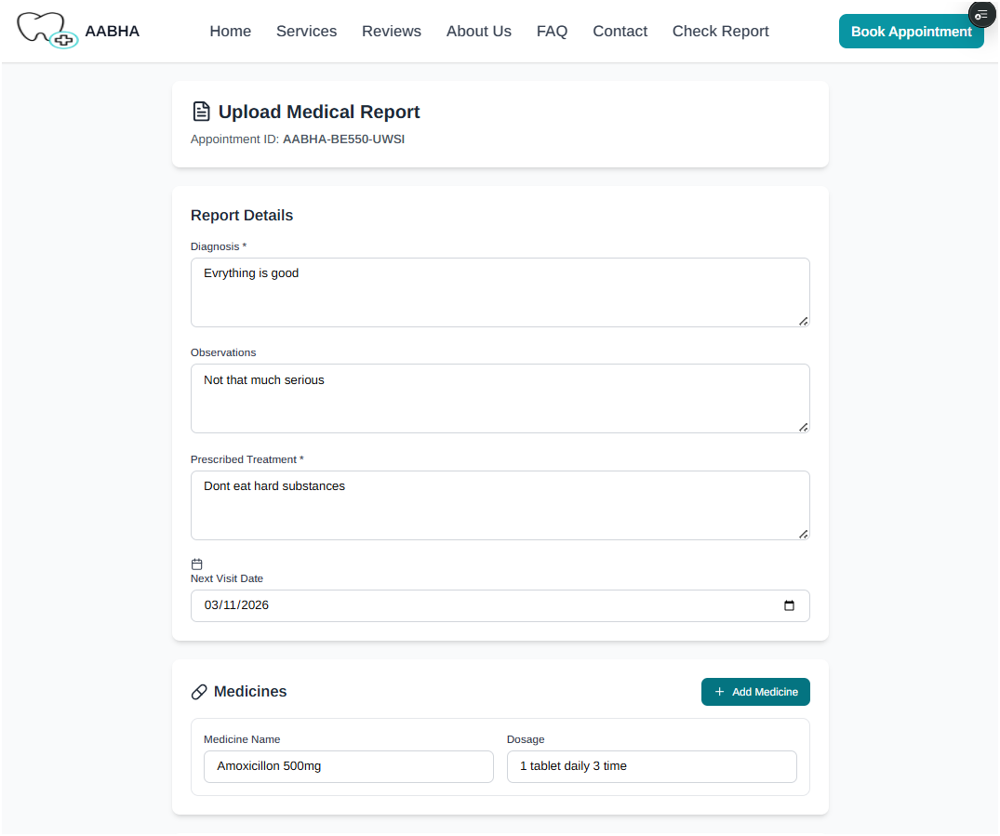 AABHA
Home Services Reviews About Us FAQ Contact Check Report
Book Appointment
Upload Medical Report
Appointment ID: AABHA-BE550-UWSI
Report Details
Diagnosis *
Evrything is good
Observations
Not that much serious
Prescribed Treatment *
Dont eat hard substances
Next Visit Date
03/11/2026
Medicines
Add Medicine
Medicine Name Dosage
Amoxicillon 500mg 1 tablet daily 3 time